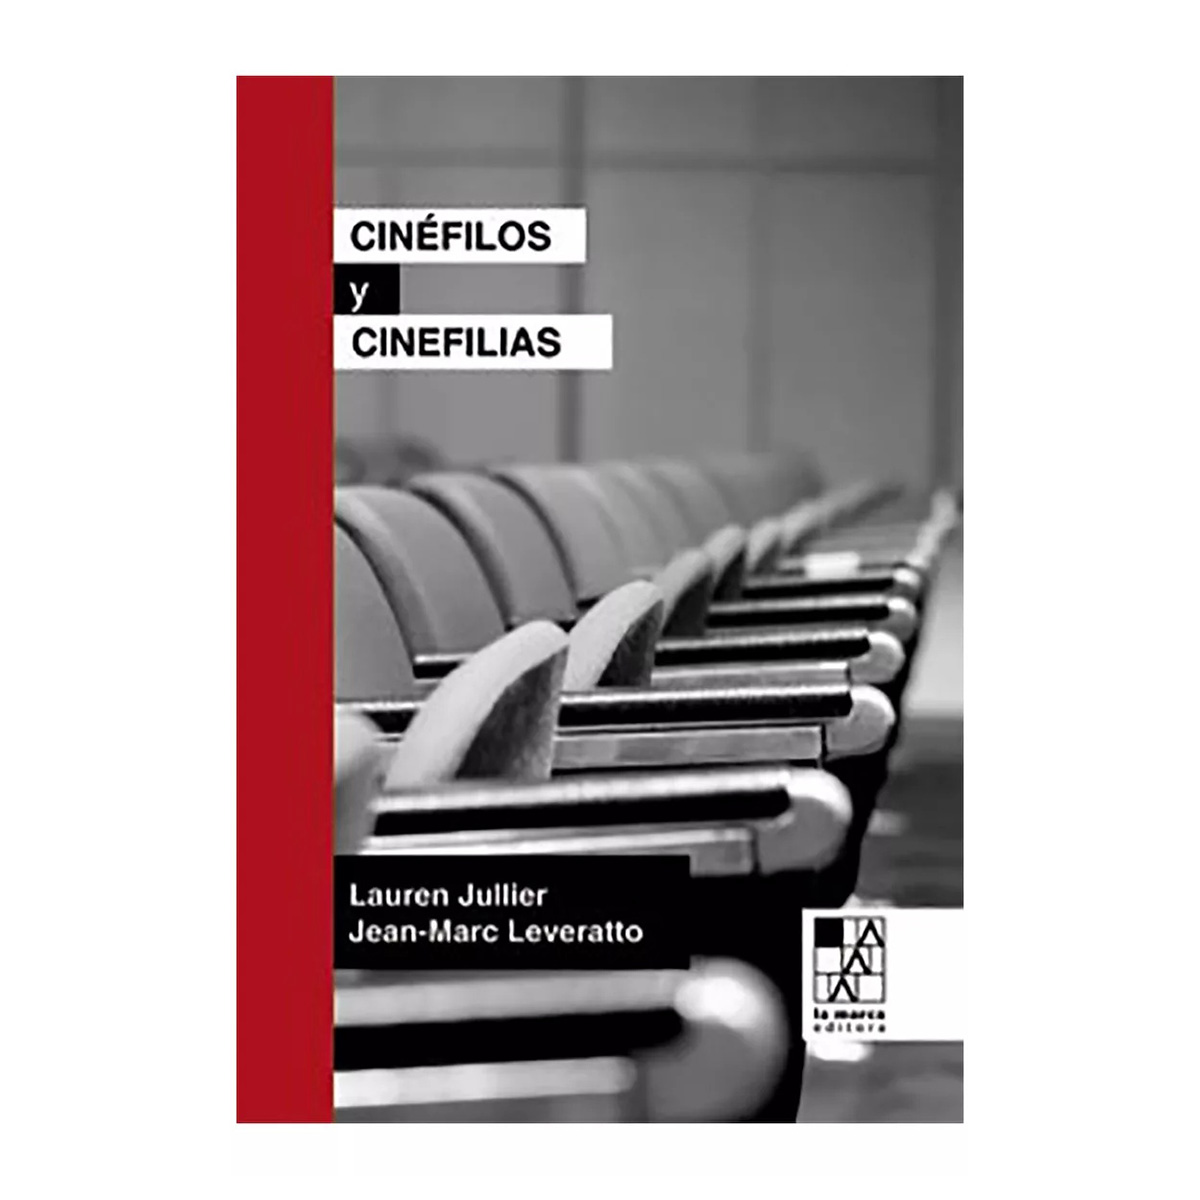 CINÉFILOS
y
CINEFILIAS
Lauren Jullier
Jean-Marc Leveratto
la marca
editora